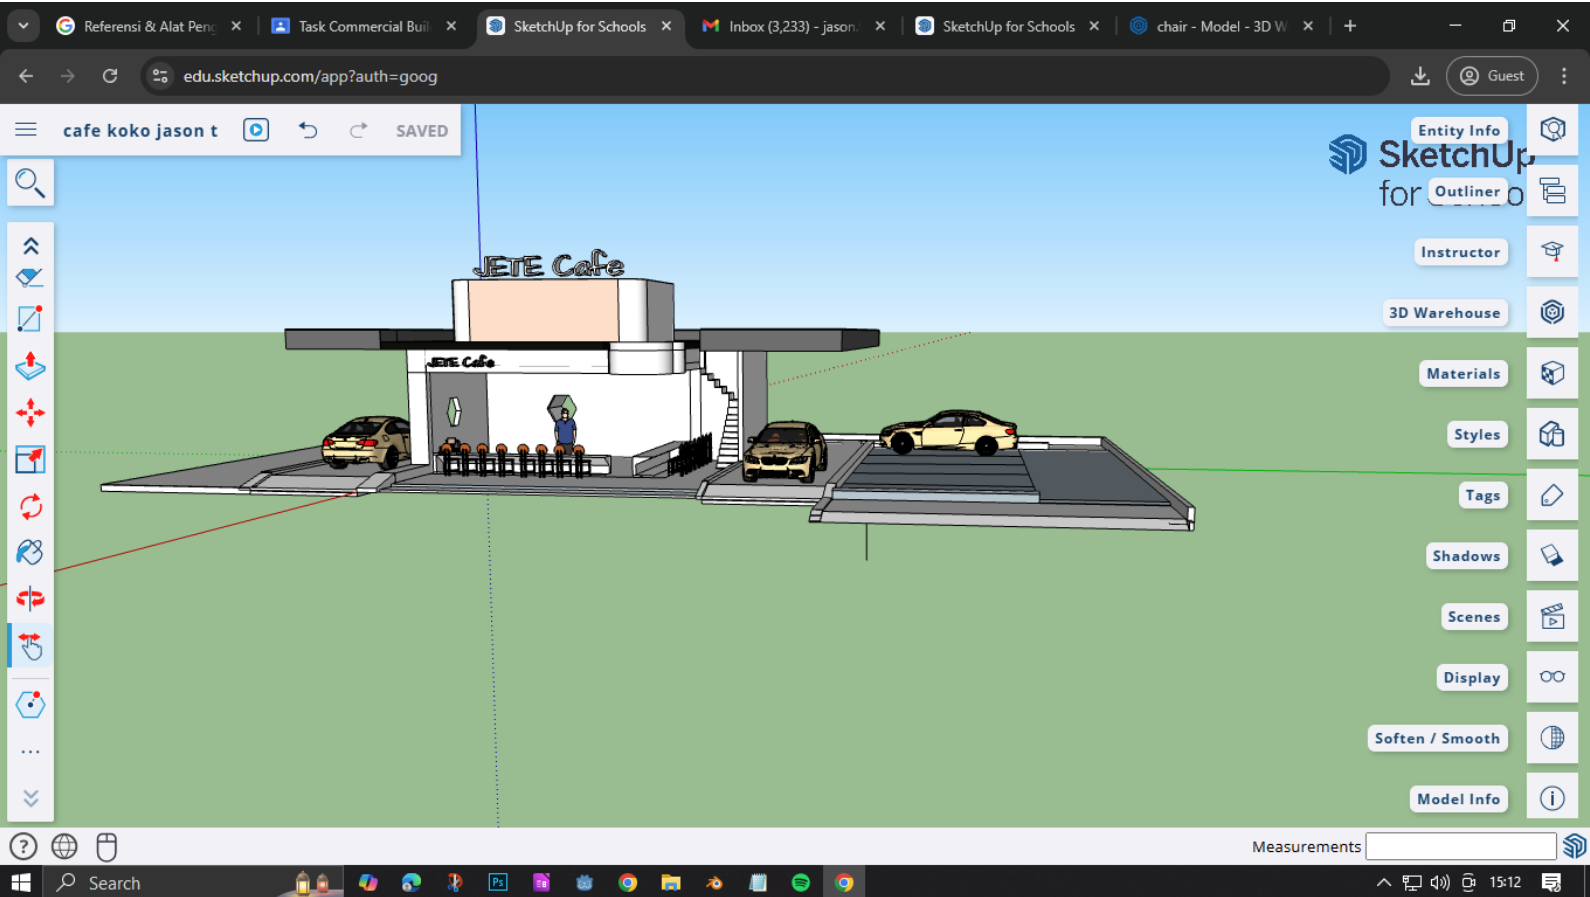 Referensi & Alat Peng
Task Commercial Buil
SketchUp for Schools
Inbox (3,233) - jason.
SketchUp for Schools
chair - Model - 3D W
edu.sketchup.com/app?auth=goog
Guest
cafe koko jason t
SAVED
Entity Info
SketchUp
for
Outliner
Instructor
3D Warehouse
Materials
Styles
Tags
Shadows
Scenes
Display
Soften / Smooth
Model Info
JETE Cafe
JETE Cafe
Measurements
Search
Ps
15:12